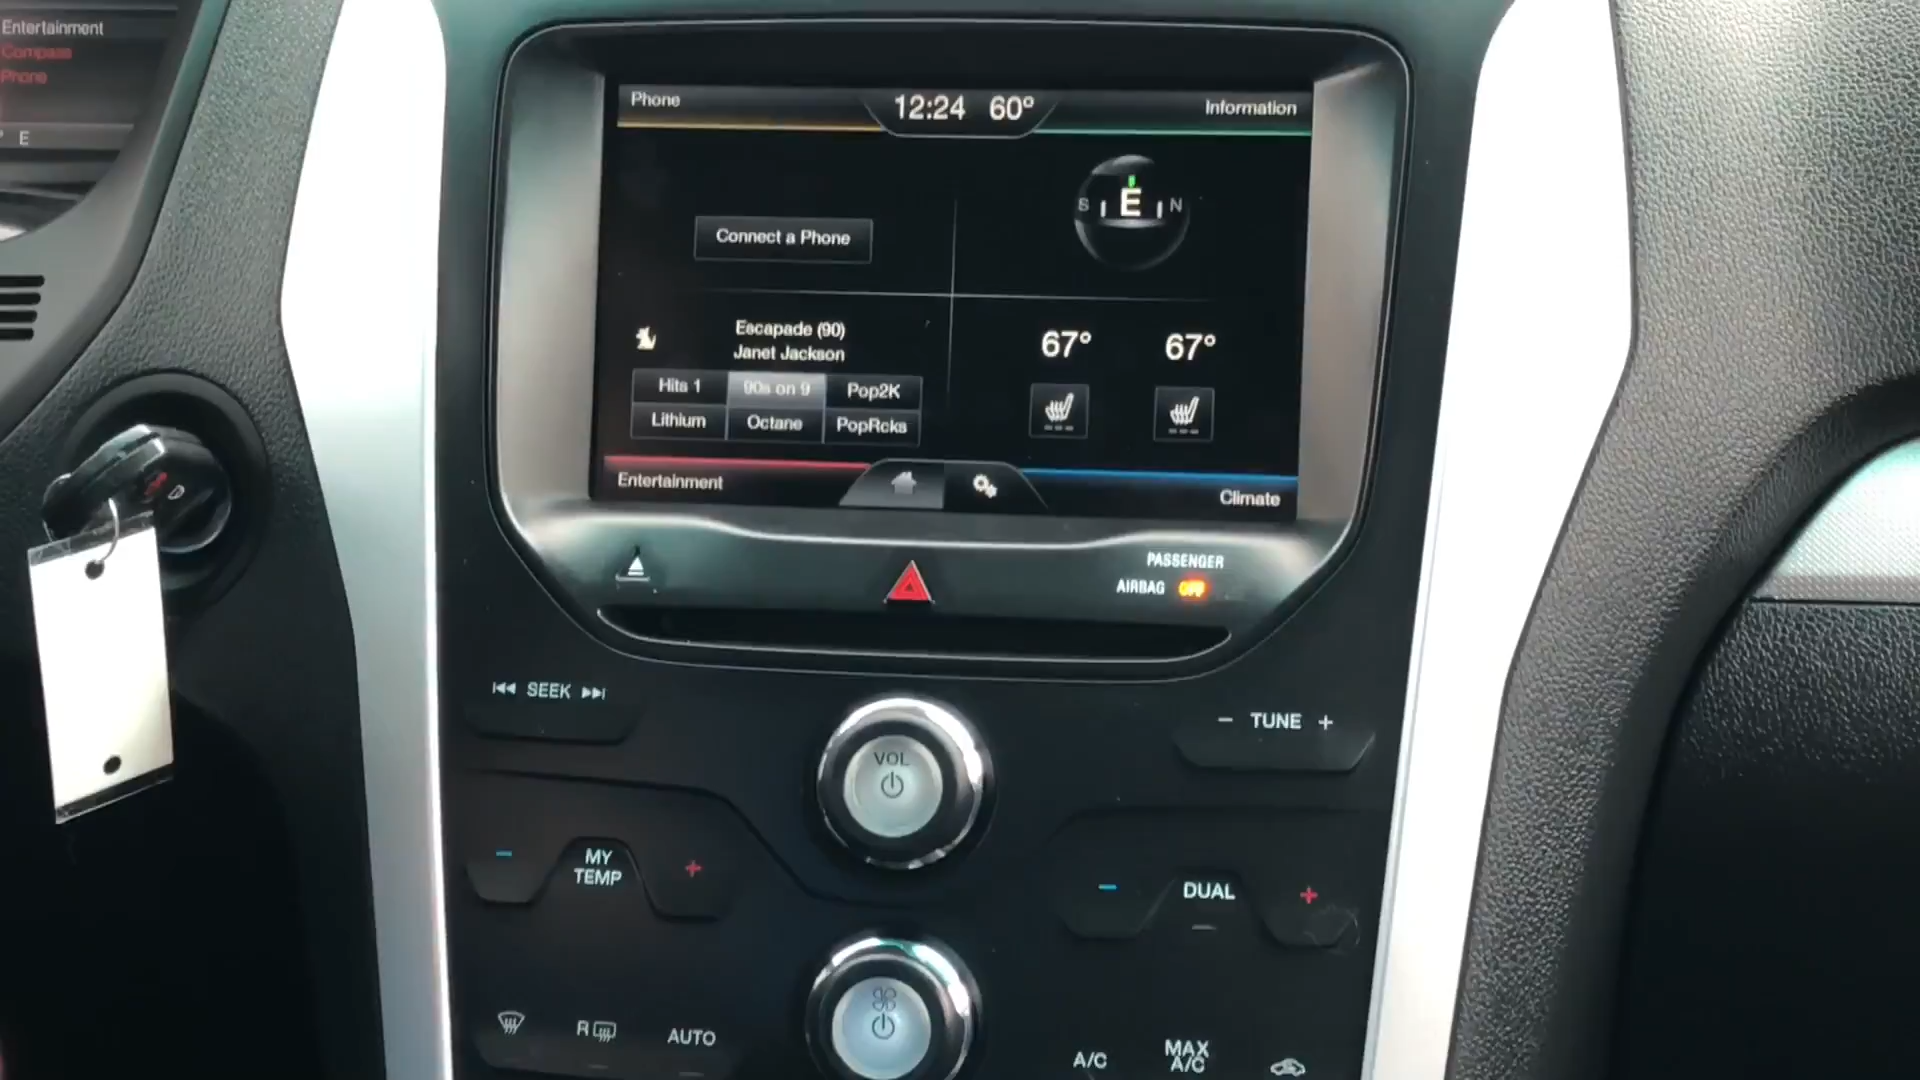 Entertainment
Compass
Phone
E
Phone
12:24 60°
Information
S E N
Connect a Phone
Escapade (90)
Janet Jackson
Hits 1 90s on 9 Pop2K
Lithium Octane PopRcks
67° 67°
Entertainment
Climate
PASSENGER
AIRBAG OFF
SEEK
- TUNE +
VOL
- MY TEMP +
- DUAL +
R
AUTO
A/C
MAX
A/C